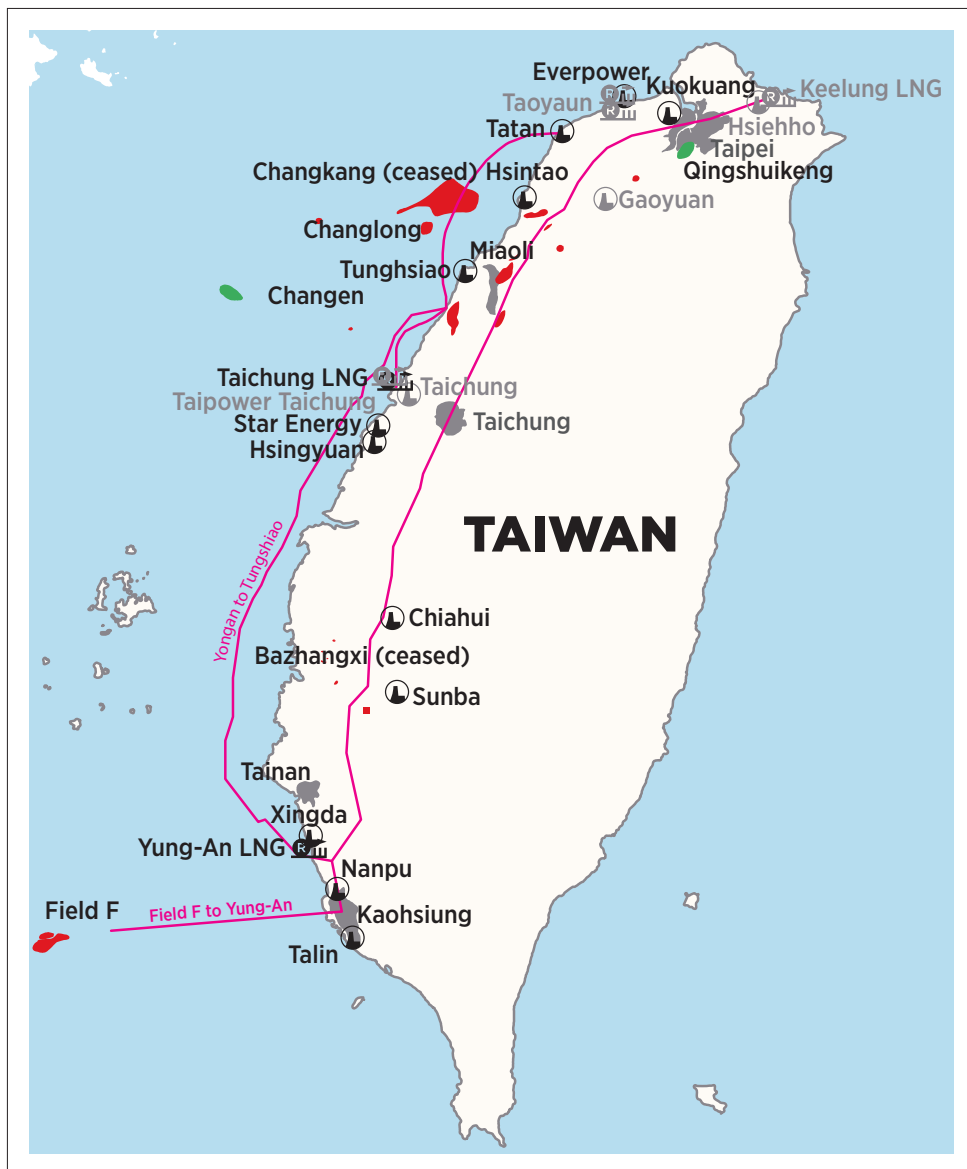 Everpower
Kuokuang
Keelung LNG
Taoyaun
Tatan
Hsiehho
Taipei
Qingshuikeng
Changkang (ceased)
Hsintao
Gaoyuan
Changlong
Miaoli
Tunghsiao
Changen
Taichung LNG
Taichung
Taipower Taichung
Star Energy
Taichung
Hsingyuan
TAIWAN
Yongan to Tungshiao
Chiahui
Bazhangxi (ceased)
Sunba
Tainan
Xingda
Yung-An LNG
R
Nanpu
Field F
Field F to Yung-An
Kaohsiung
Talin
R
R
R